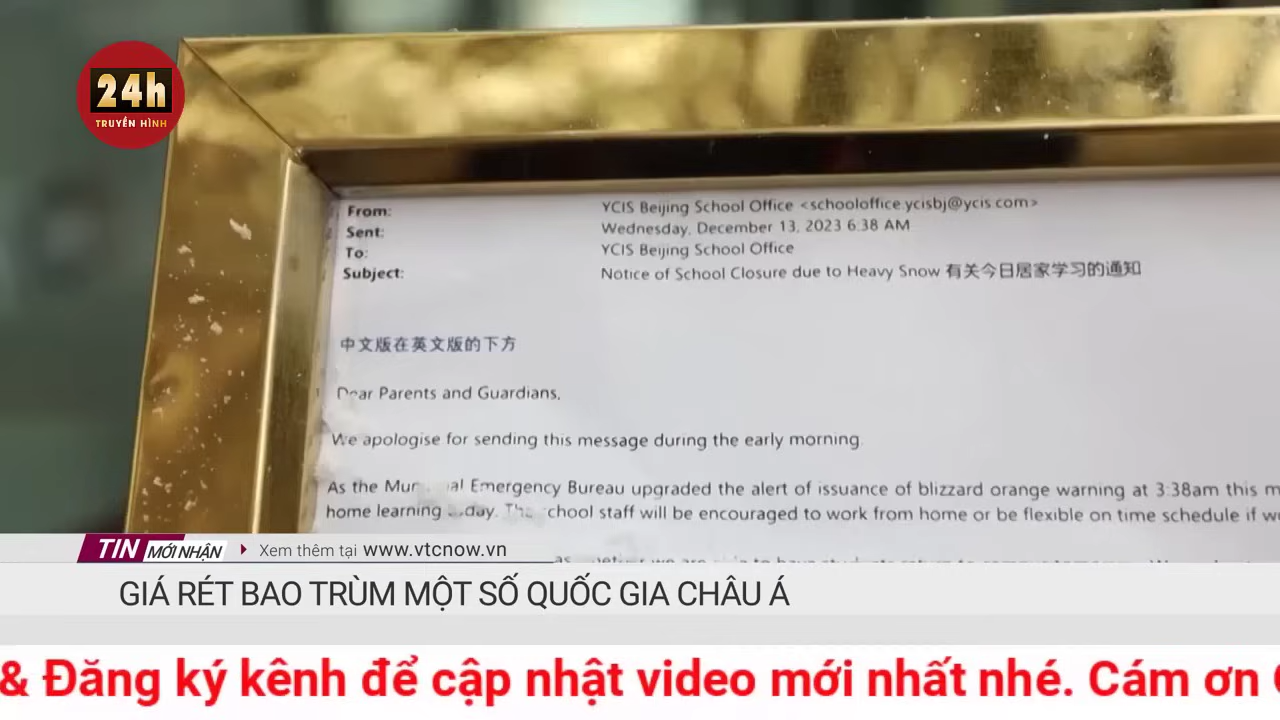 24h
TRUYỀN HÌNH
From: YCIS Beijing School Office <schooloffice.ycisbj@ycis.com>
Sent: Wednesday, December 13, 2023 6:38 AM
To: YCIS Beijing School Office
Subject: Notice of School Closure due to Heavy Snow 有关今日居家学习的通知
中文版在英文版的下方
Dear Parents and Guardians,
We apologise for sending this message during the early morning.
As the Emergency Bureau upgraded the alert of issuance of blizzard orange warning at 3:38am this
home learning school staff will be encouraged to work from home or be flexible on time schedule if
TIN MỚI NHẬN Xem thêm tại www.vtcnow.vn
GIÁ RÉT BAO TRÙM MỘT SỐ QUỐC GIA CHÂU Á
& Đăng ký kênh để cập nhật video mới nhất nhé. Cám ơn